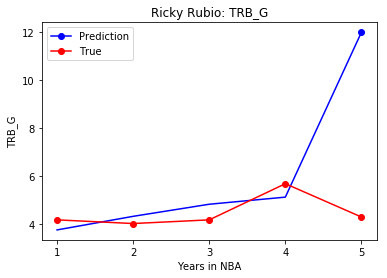 Ricky Rubio: TRB_G
Prediction
True
12
10
8
6
4
TRB_G
1 2 3 4 5
Years in NBA